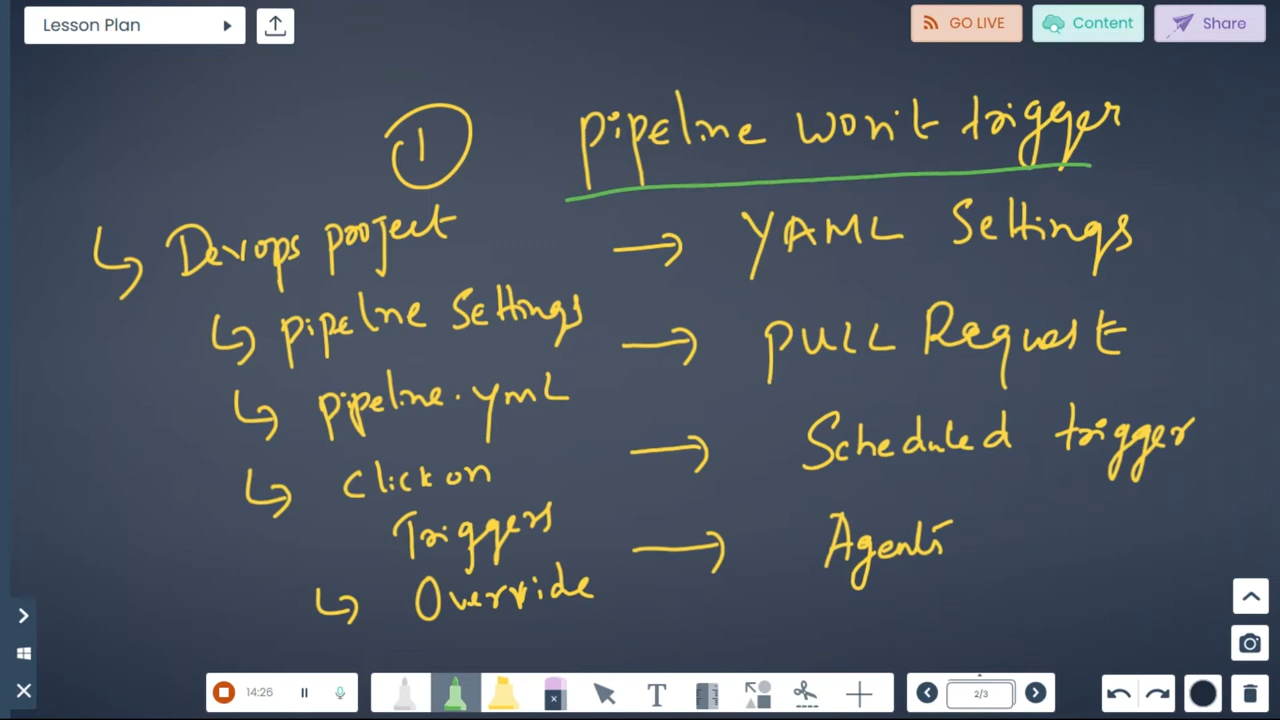 Lesson Plan
GO LIVE
Content
Share
1 pipeline won't trigger
Devops project
pipeline settings
pipeline.yml
click on
Triggers
Override
YAML Settings
PULL Request
Scheduled trigger
Agents
14:26
T
2/3